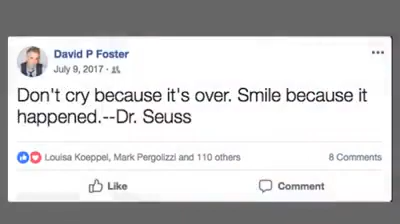 David P Foster
July 9, 2017 ·
Don't cry because it's over. Smile because it
happened.--Dr. Seuss
Louisa Koeppel, Mark Pergolizzi and 110 others
8 Comments
Like
Comment